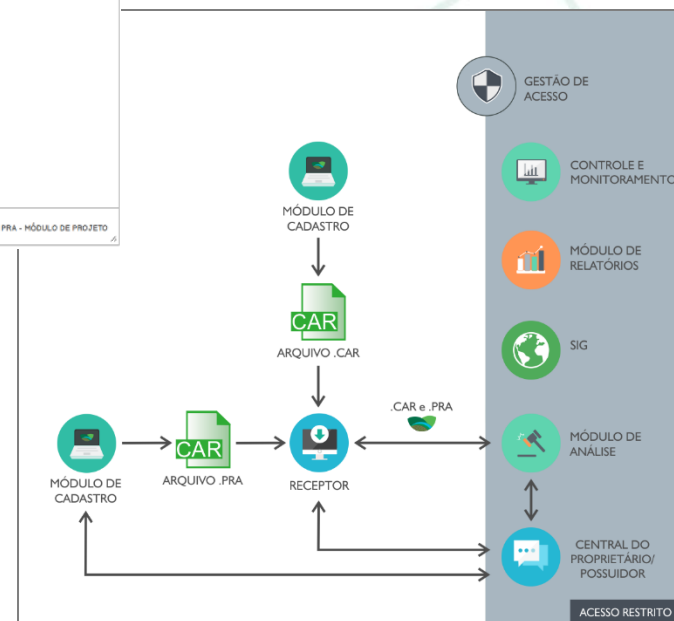 GESTÃO DE
ACESSO
CONTROLE E
MONITORAMENTO
MÓDULO DE
CADASTRO
PRA - MÓDULO DE PROJETO
MÓDULO DE
RELATÓRIOS
CAR
ARQUIVO .CAR
SIG
.CAR e .PRA
CAR
MÓDULO DE
ANÁLISE
MÓDULO DE
CADASTRO
ARQUIVO .PRA
RECEPTOR
CENTRAL DO
PROPRIETÁRIO/
POSSUIDOR
ACESSO RESTRITO